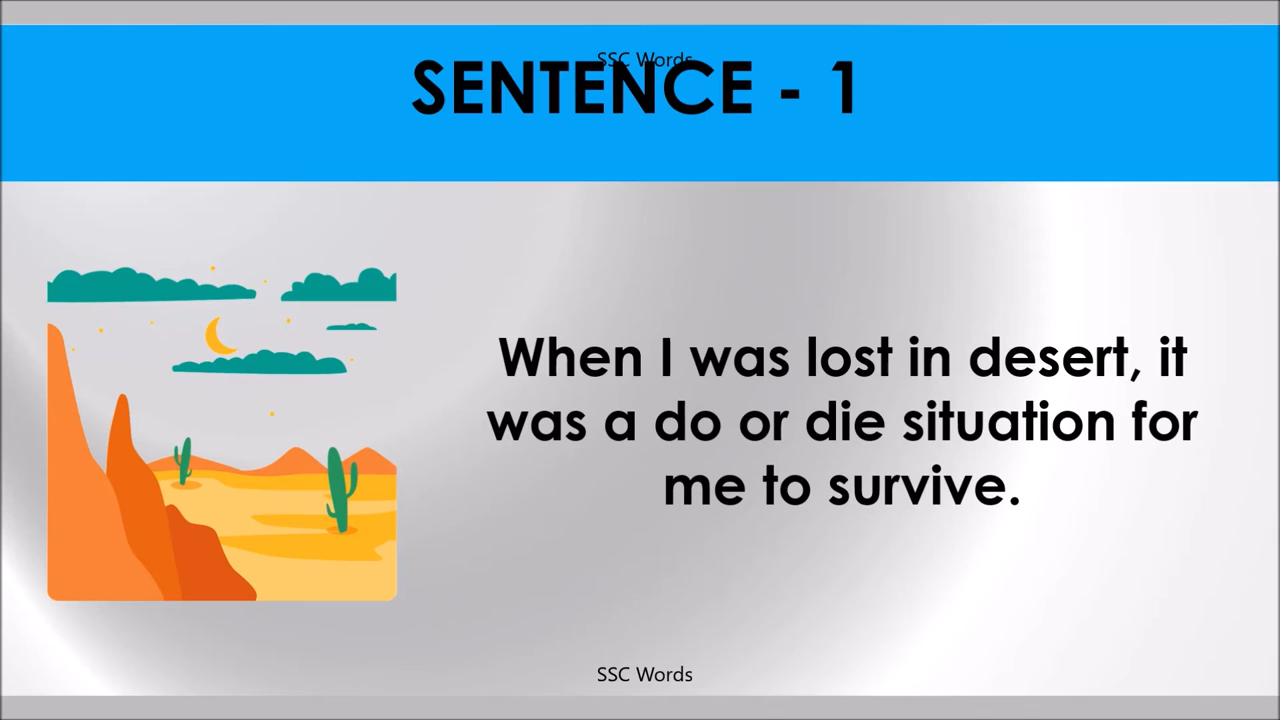 SSC Words
SENTENCE - 1
When I was lost in desert, it
was a do or die situation for
me to survive.
SSC Words